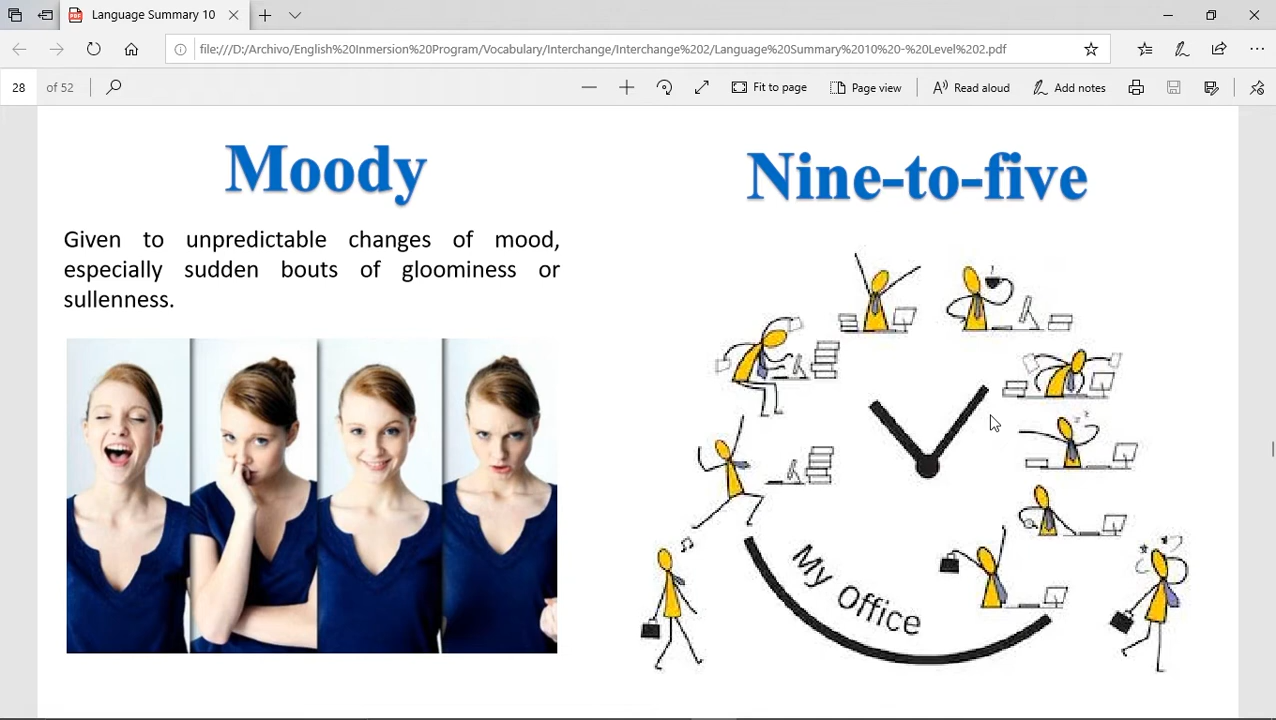 Language Summary 10
file:///D:/Archivo/English%20Inmersion%20Program/Vocabulary/Interchange/Interchange%202/Language%20Summary%2010%20-%20Level%202.pdf
28 of 52
Fit to page
Page view
Read aloud
Add notes
Moody
Given to unpredictable changes of mood,
especially sudden bouts of gloominess or
sullenness.
Nine-to-five
My Office